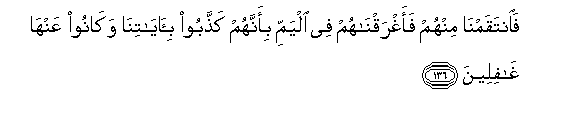 فَٱنتَقَمۡنَا مِنۡهُمۡ فَأَغۡرَقۡنَٰهُمۡ فِي ٱلۡيَمِّ بِأَنَّهُمۡ كَذَّبُواْ بِـَٔايَٰتِنَا وَكَانُواْ عَنۡهَا
غَٰفِلِينَ ١٣٦